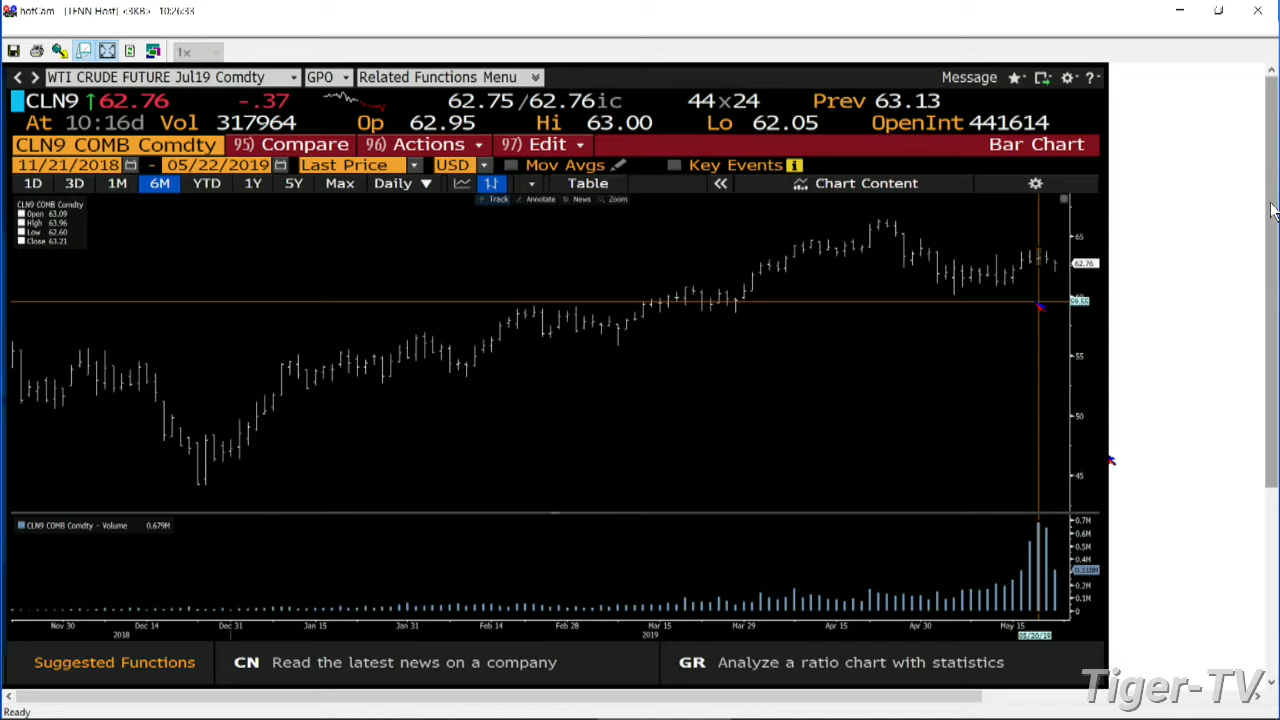 hotCam [TFNN Host] <3KB> 10:26:33
1x
WTI CRUDE FUTURE Jul19 Comdty GPO Related Functions Menu Message
CLN9 ↑62.76 -.37 62.75/62.76ic 44x24 Prev 63.13
At 10:16d Vol 317964 Op 62.95 Hi 63.00 Lo 62.05 OpenInt 441614
CLN9 COMB Comdty 95) Compare 96) Actions 97) Edit Bar Chart
11/21/2018 - 05/22/2019 Last Price USD Mov Avgs Key Events
1D 3D 1M 6M YTD 1Y 5Y Max Daily ▼ Table « Chart Content
Track Annotate News Zoom
CLN9 COMB Comdty
Open 63.09
High 63.96
Low 62.60
Close 63.21
65
62.76
59.55
55
50
45
CLN9 COMB Comdty - Volume 0.679M
0.7M
0.6M
0.5M
0.4M
0.318M
0.2M
0.1M
0
Nov 30 Dec 14 Dec 31 Jan 15 Jan 31 Feb 14 Feb 28 Mar 15 Mar 29 Apr 15 Apr 30 May 15
2018 2019 05/20/19
Suggested Functions CN Read the latest news on a company GR Analyze a ratio chart with statistics
Tiger-TV
Ready